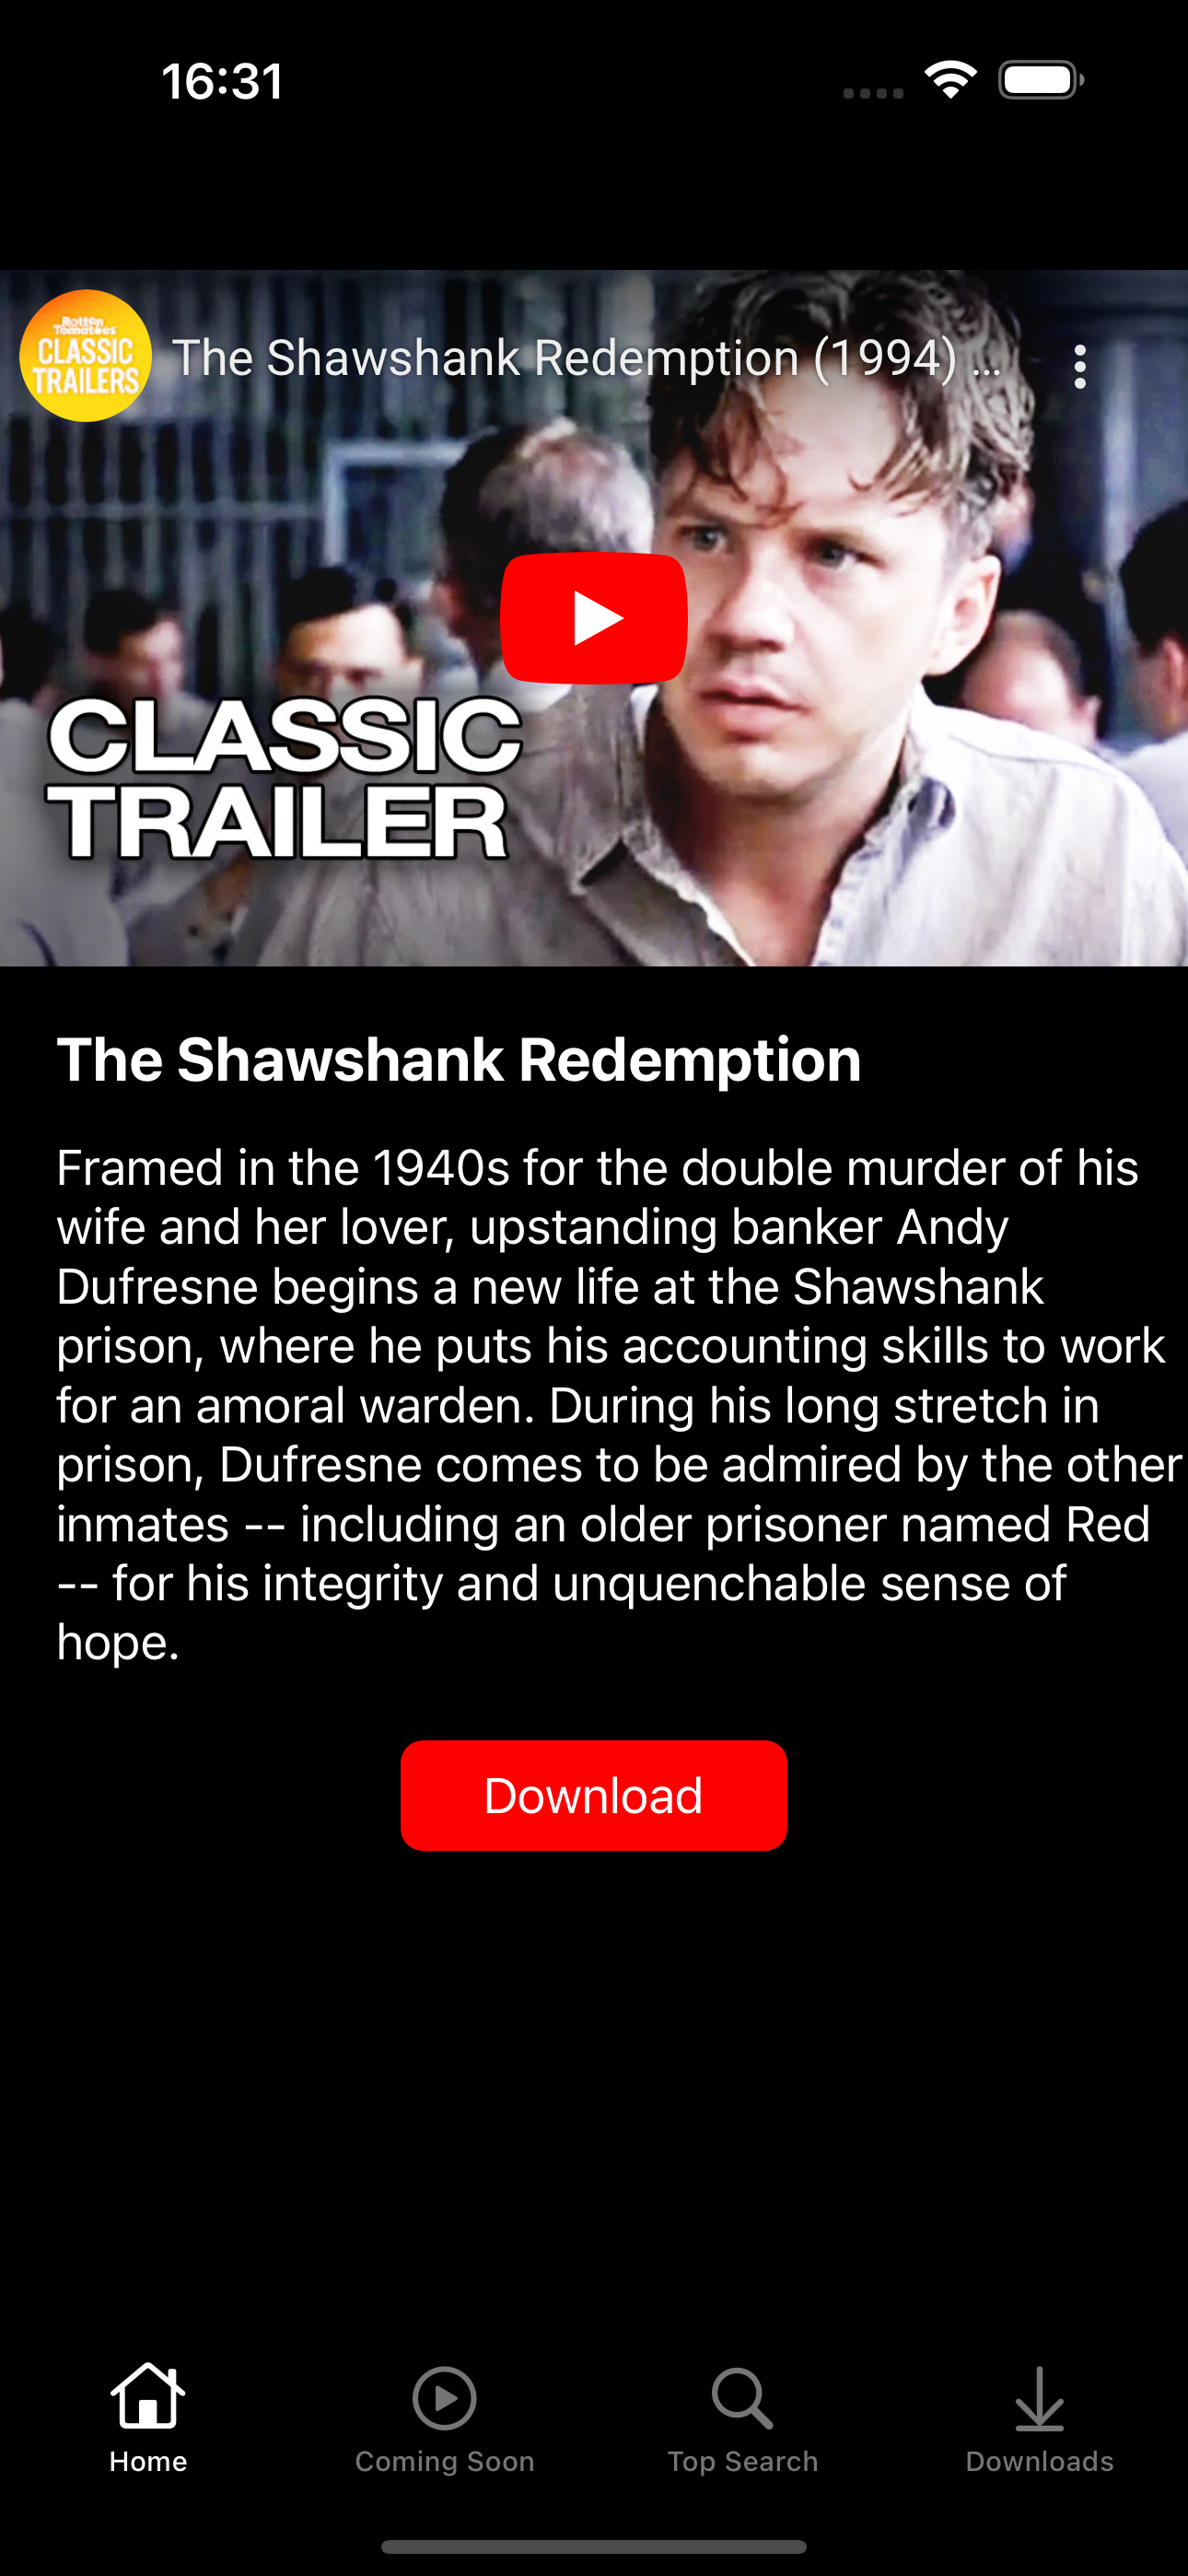 16:31
Rotten
Tomatoes
CLASSIC
TRAILERS
The Shawshank Redemption (1994) ...
CLASSIC
TRAILER
The Shawshank Redemption
Framed in the 1940s for the double murder of his
wife and her lover, upstanding banker Andy
Dufresne begins a new life at the Shawshank
prison, where he puts his accounting skills to work
for an amoral warden. During his long stretch in
prison, Dufresne comes to be admired by the other
inmates -- including an older prisoner named Red
-- for his integrity and unquenchable sense of
hope.
Download
Home
Coming Soon
Top Search
Downloads